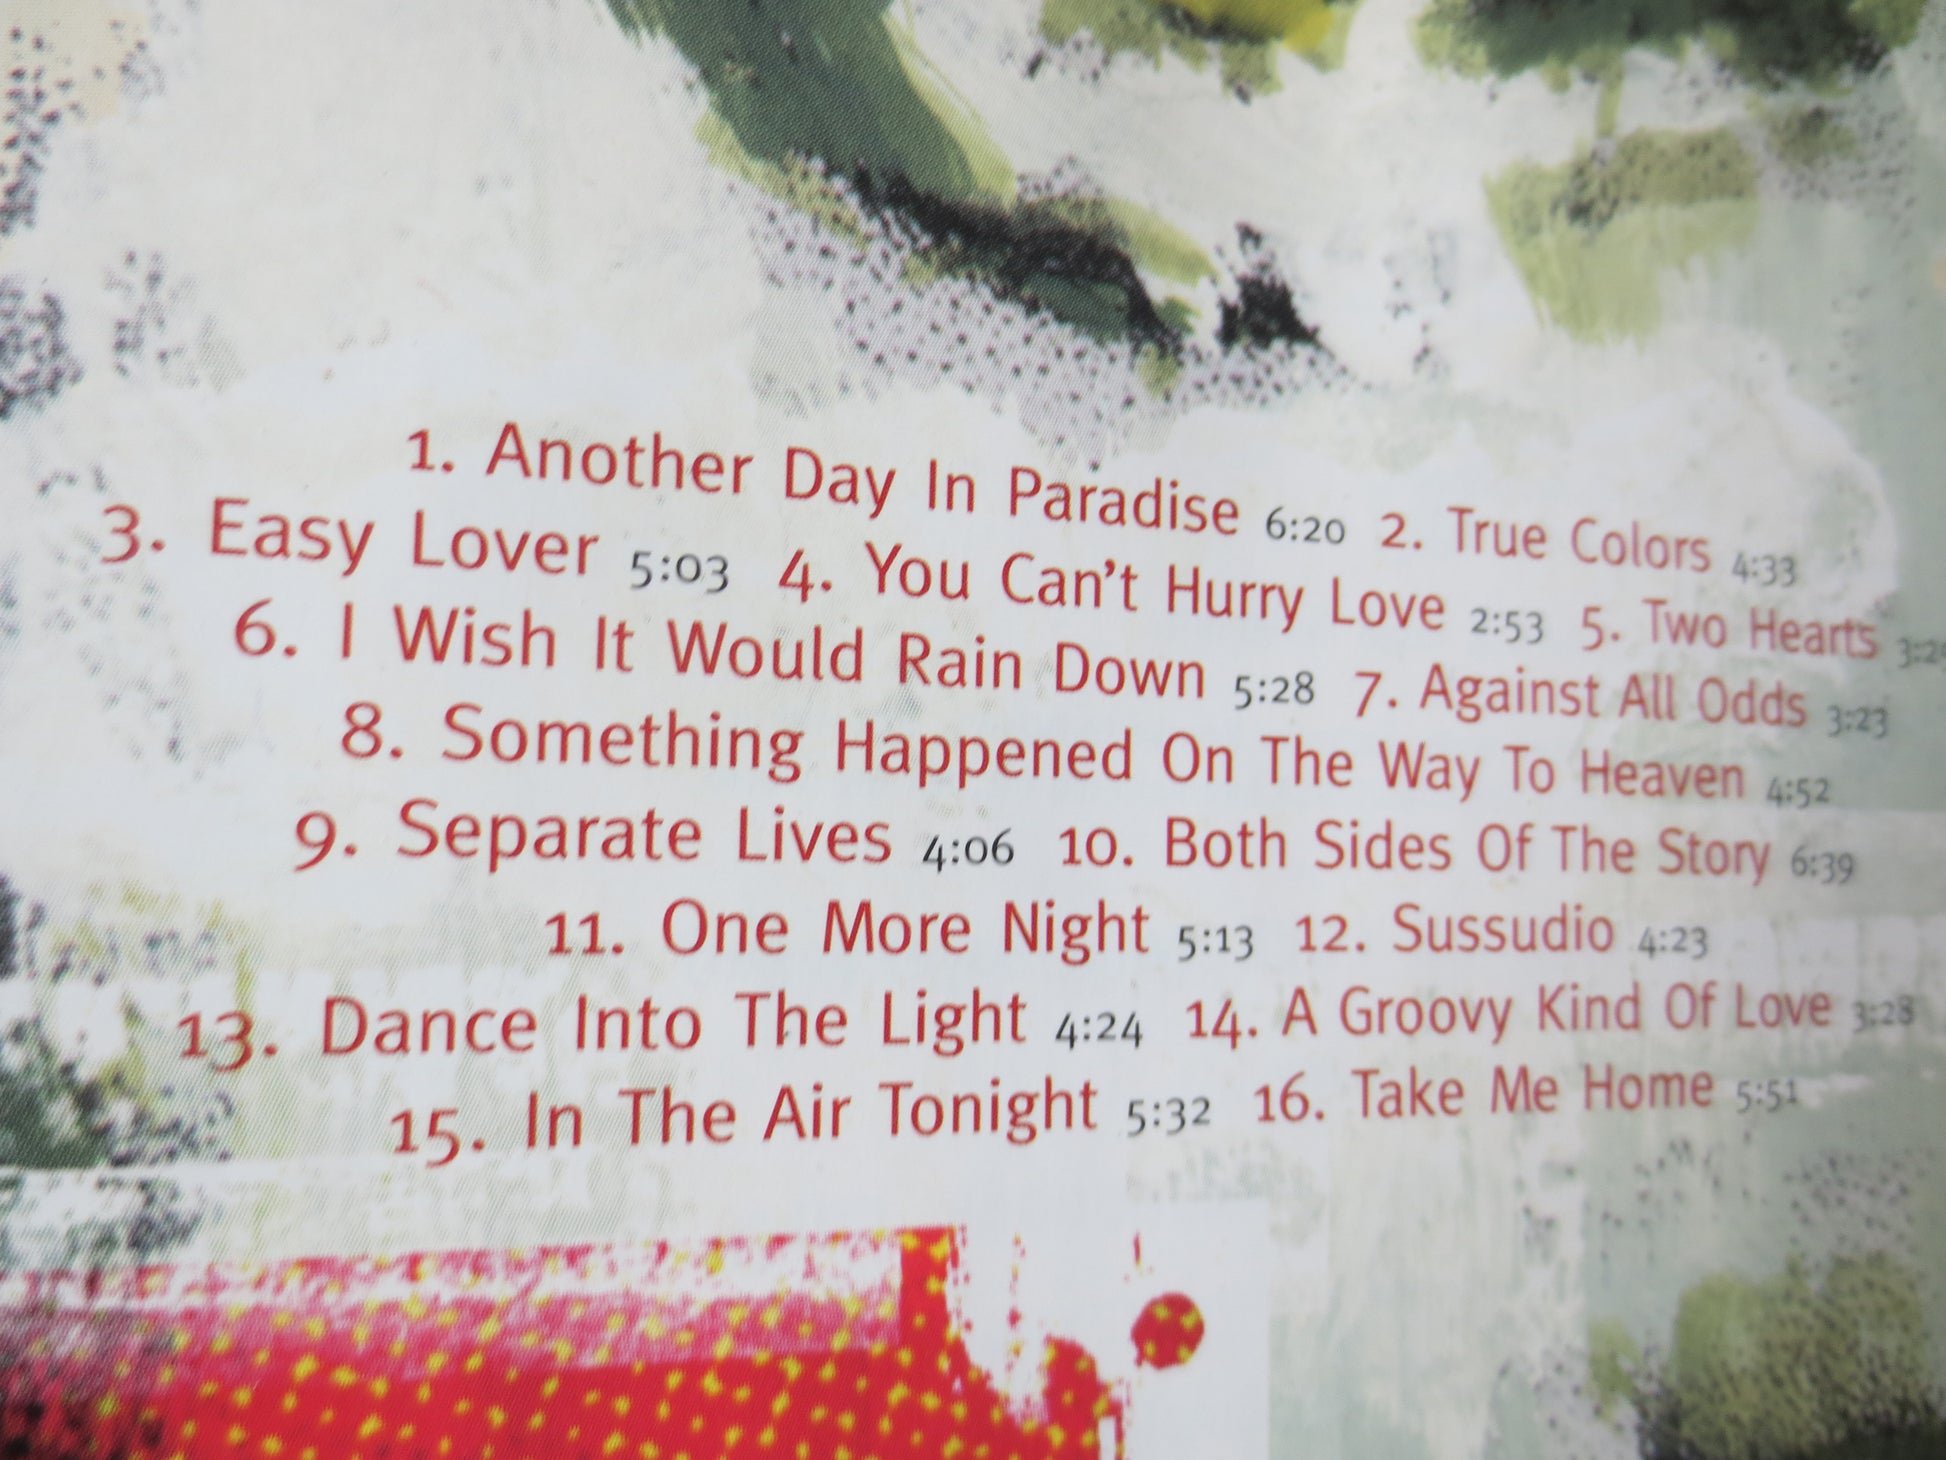 1. Another Day In Paradise 6:20 2. True Colors 4:33
3. Easy Lover 5:03 4. You Can't Hurry Love 2:53 5. Two Hearts
6. I Wish It Would Rain Down 5:28 7. Against All Odds 3:23
8. Something Happened On The Way To Heaven 4:52
9. Separate Lives 4:06 10. Both Sides Of The Story 6:39
11. One More Night 5:13 12. Sussudio 4:23
13. Dance Into The Light 4:24 14. A Groovy Kind Of Love 3:28
15. In The Air Tonight 5:32 16. Take Me Home 5:51